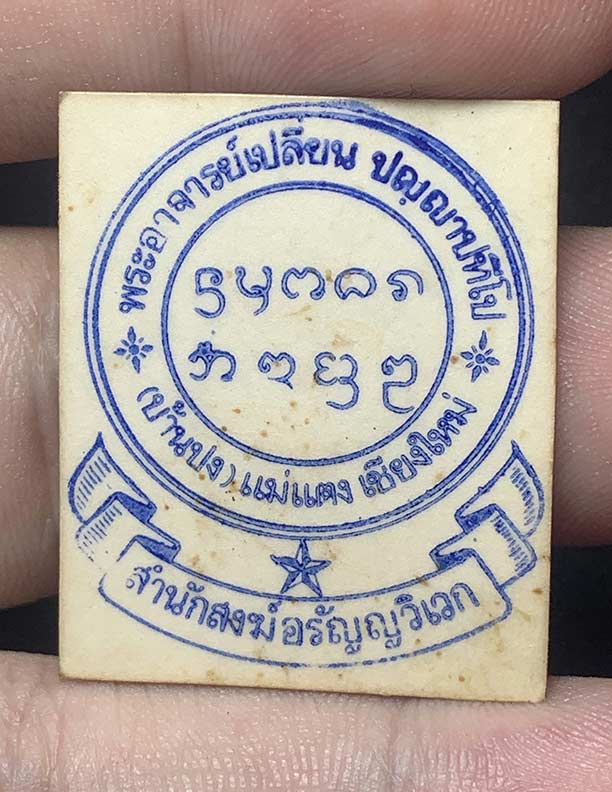 พระอาจารย์เปลี่ยน ปญฺญาปทีโป
(บ้านปง) แม่แตง เชียงใหม่
สำนักสงฆ์อรัญญวิเวก